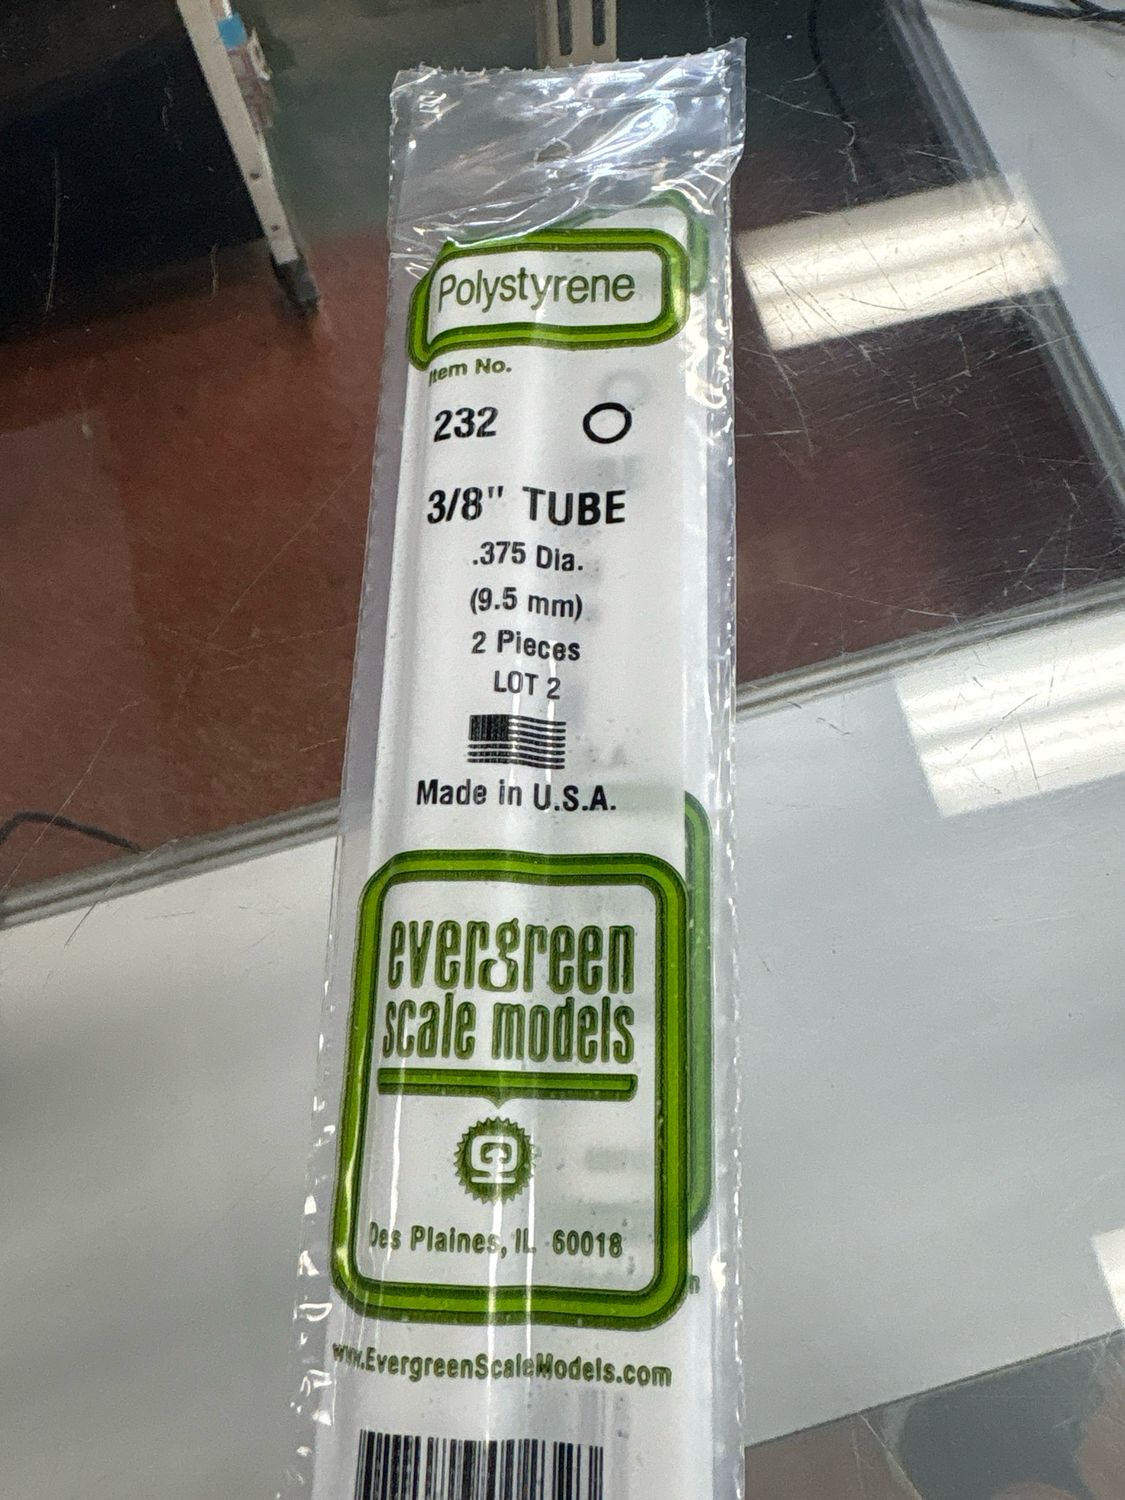 Polystyrene
Item No.
232
3/8" TUBE
.375 Dia.
(9.5 mm)
2 Pieces
LOT 2
Made in U.S.A.
evergreen
scale models
Des Plaines, IL 60018
www.EvergreenScaleModels.com